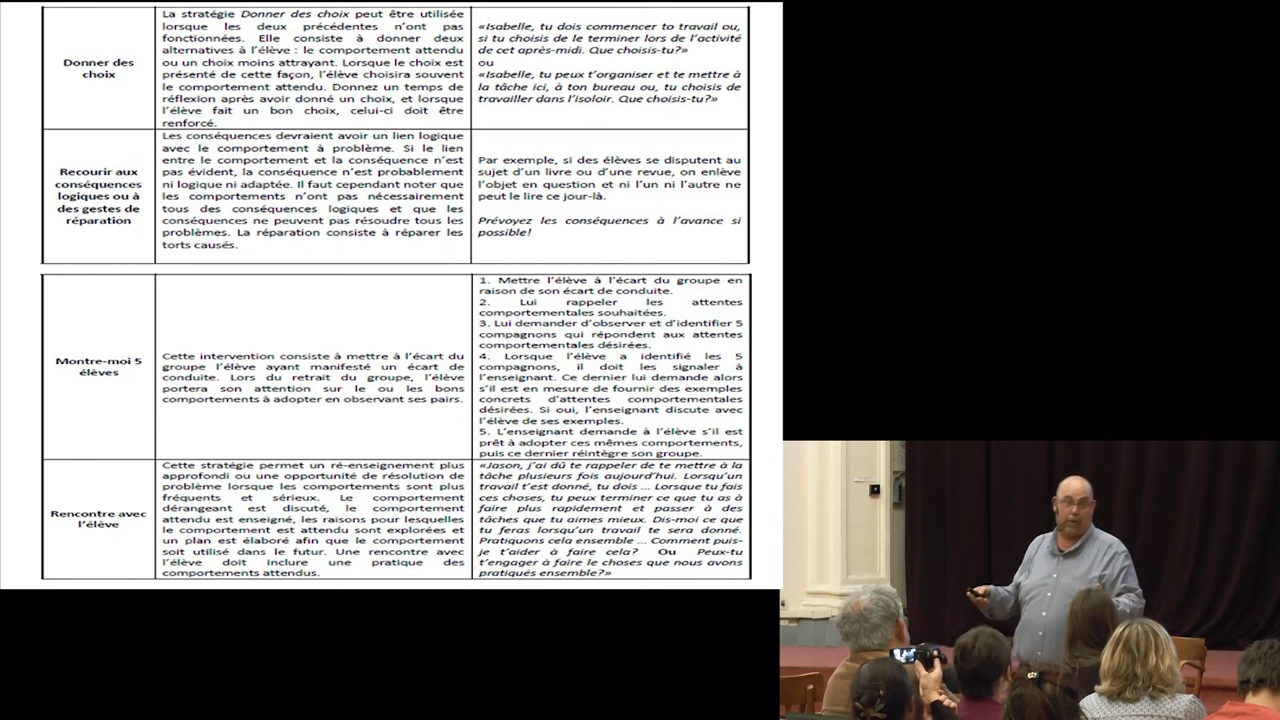 Donner des
choix
La stratégie Donner des choix peut être utilisée
lorsque les deux précédentes n'ont pas
fonctionnées. Elle consiste à donner deux
alternatives à l'élève : le comportement attendu
ou un choix moins attrayant. Lorsque le choix est
présenté de cette façon, l'élève choisira souvent
le comportement attendu. Donnez un temps de
réflexion après avoir donné un choix, et lorsque
l'élève fait un bon choix, celui-ci doit être
renforcé.
«Isabelle, tu dois commencer to travail ou,
si tu choisis de le terminer lors de l'activité
de cet après-midi. Que choisis-tu?»
ou
«Isabelle, tu peux t'organiser et te mettre à
la tâche ici, à ton bureau ou, tu choisis de
travailler dans l'isoloir. Que choisis-tu?»
Recourir aux
conséquences
logiques ou à
des gestes de
réparation
Les conséquences devraient avoir un lien logique
avec le comportement à problème. Si le lien
entre le comportement et la conséquence n'est
pas évident, la conséquence n'est probablement
ni logique ni adaptée. Il faut cependant noter que
les comportements n'ont pas nécessairement
tous des conséquences logiques et que les
conséquences ne peuvent pas résoudre tous les
problèmes. La réparation consiste à réparer les
torts causés.
Par exemple, si des élèves se disputent au
sujet d'un livre ou d'une revue, on enlève
l'objet en question et ni l'un ni l'autre ne
peut le lire ce jour-là.
Prévoyez les conséquences à l'avance si
possible!
Montre-moi 5
élèves
Cette intervention consiste à mettre à l'écart du
groupe l'élève ayant manifesté un écart de
conduite. Lors du retrait du groupe, l'élève
portera son attention sur le ou les bons
comportements à adopter en observant ses pairs.
1. Mettre l'élève à l'écart du groupe en
raison de son écart de conduite.
2. Lui rappeler les attentes
comportementales souhaitées.
3. Lui demander d'observer et d'identifier 5
compagnons qui répondent aux attentes
comportementales désirées.
4. Lorsque l'élève a identifié les 5
compagnons, il doit les signaler à
l'enseignant. Ce dernier lui demande alors
s'il est en mesure de fournir des exemples
concrets d'attentes comportementales
désirées. Si oui, l'enseignant discute avec
l'élève de ses exemples.
5. L'enseignant demande à l'élève s'il est
prêt à adopter ces mêmes comportements,
puis ce dernier réintègre son groupe.
Rencontre avec
l'élève
Cette stratégie permet un ré-enseignement plus
approfondi ou une opportunité de résolution de
problème lorsque les comportements sont plus
fréquents et sérieux. Le comportement
dérangeant est discuté, le comportement
attendu est enseigné, les raisons pour lesquelles
le comportement est attendu sont explorées et
un plan est élaboré afin que le comportement
soit utilisé dans le futur. Une rencontre avec
l'élève doit inclure une pratique des
comportements attendus.
«Jason, j'ai dû te rappeler de te mettre à la
tâche plusieurs fois aujourd'hui. Lorsqu'un
travail t'est donné, tu dois ... Lorsque tu fais
ces choses, tu peux terminer ce que tu as à
faire plus rapidement et passer à des
tâches que tu aimes mieux. Dis-moi ce que
tu feras lorsqu'un travail te sera donné.
Pratiquons cela ensemble ... Comment puis-
je t'aider à faire cela? Ou Peux-tu
t'engager à faire le choses que nous avons
pratiqués ensemble?»